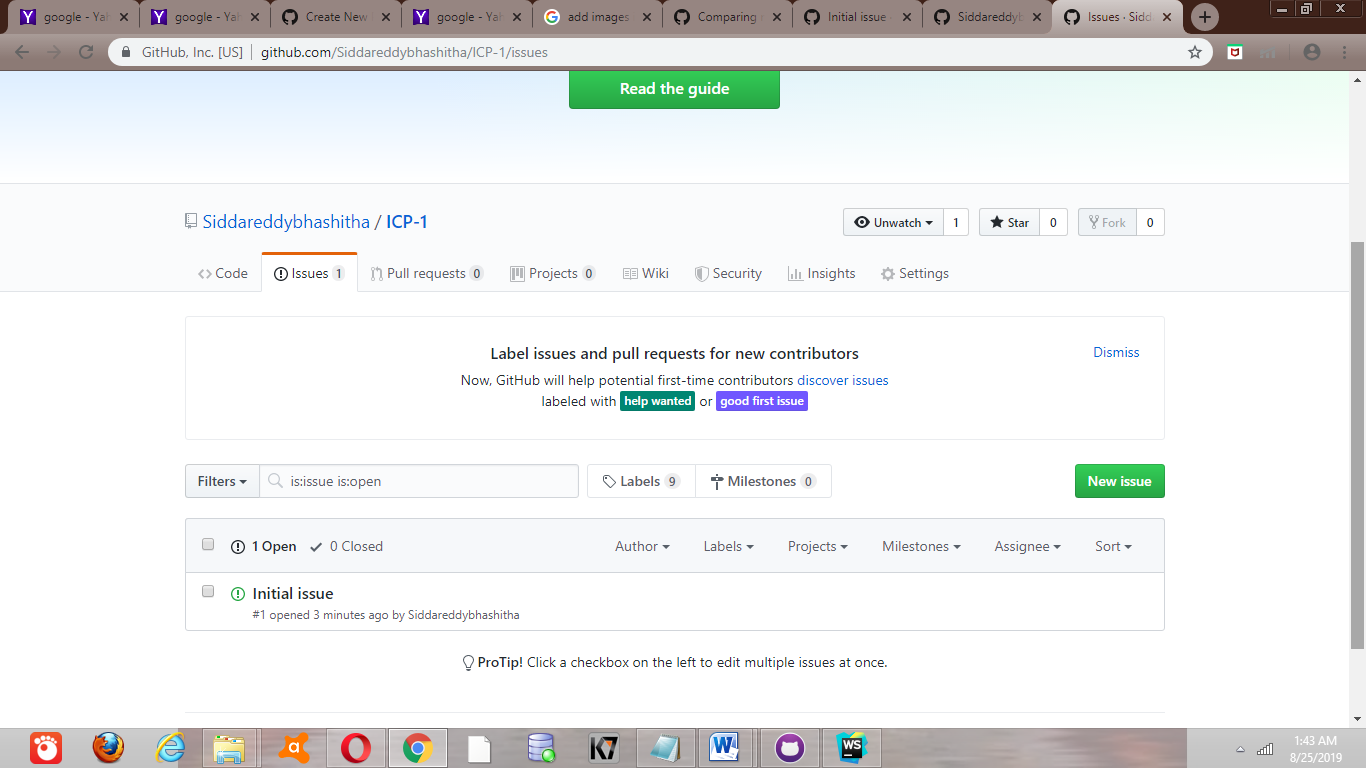 google - Yah google - Yah Create New google - Yah add images Comparing Initial issue Siddareddyb Issues · Sidd
GitHub, Inc. [US] github.com/Siddareddybhashitha/ICP-1/issues
Read the guide
Siddareddybhashitha / ICP-1
Unwatch 1 Star 0 Fork 0
Code Issues 1 Pull requests 0 Projects 0 Wiki Security Insights Settings
Label issues and pull requests for new contributors
Dismiss
Now, GitHub will help potential first-time contributors discover issues
labeled with help wanted or good first issue
Filters is:issue is:open Labels 9 Milestones 0 New issue
1 Open 0 Closed Author Labels Projects Milestones Assignee Sort
Initial issue
#1 opened 3 minutes ago by Siddareddybhashitha
ProTip! Click a checkbox on the left to edit multiple issues at once.
K7 W WS
1:43 AM
8/25/2019